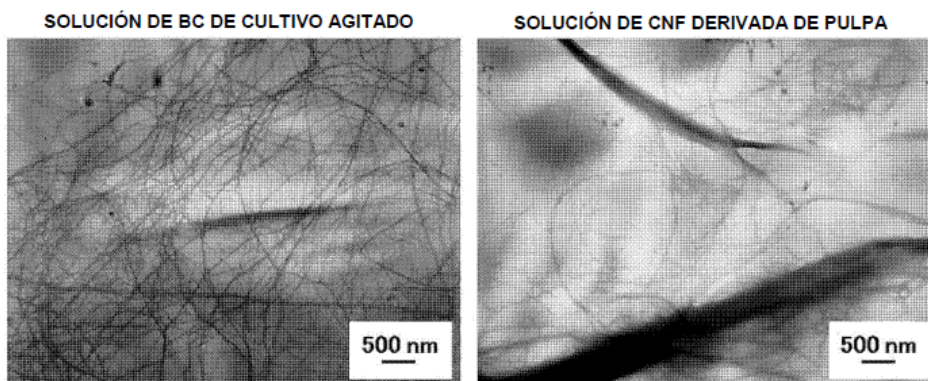 SOLUCIÓN DE BC DE CULTIVO AGITADO
SOLUCIÓN DE CNF DERIVADA DE PULPA
500 nm
500 nm